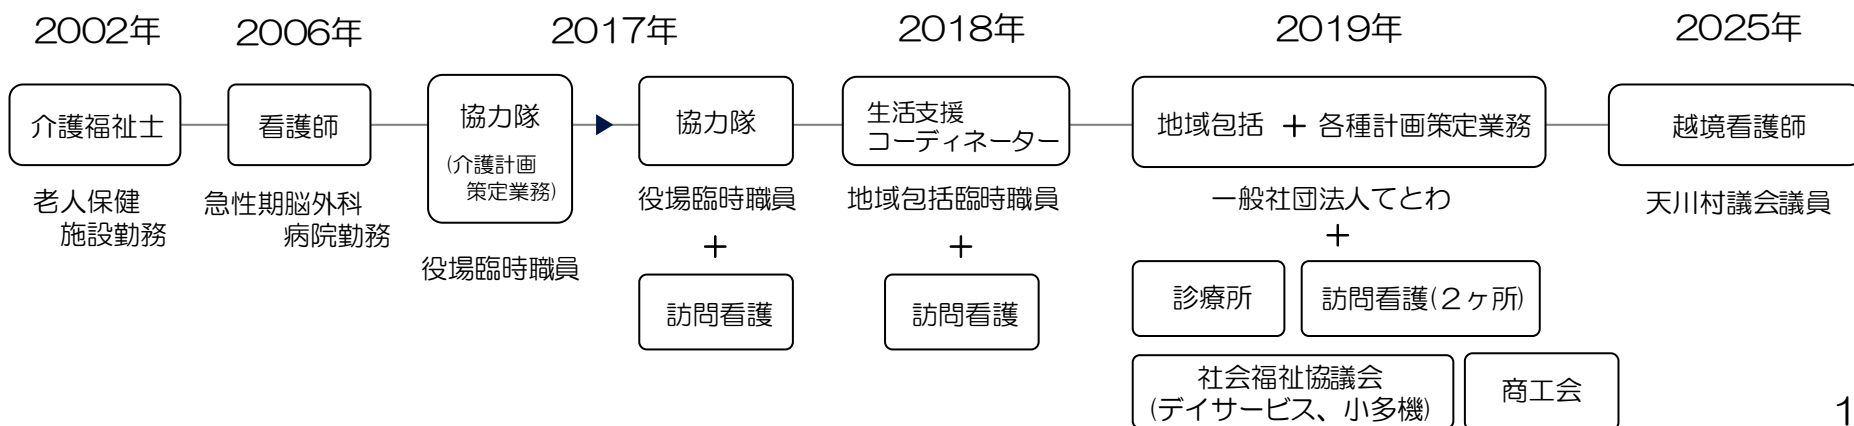 2002年
2006年
2017年
2018年
2019年
2025年
介護福祉士
老人保健
施設勤務
看護師
急性期脳外科
病院勤務
協力隊
(介護計画
策定業務)
役場臨時職員
協力隊
役場臨時職員
+
訪問看護
生活支援
コーディネーター
地域包括臨時職員
+
訪問看護
地域包括 + 各種計画策定業務
一般社団法人てとわ
+
診療所
訪問看護(2ヶ所)
社会福祉協議会
(デイサービス、小多機)
商工会
越境看護師
天川村議会議員
1